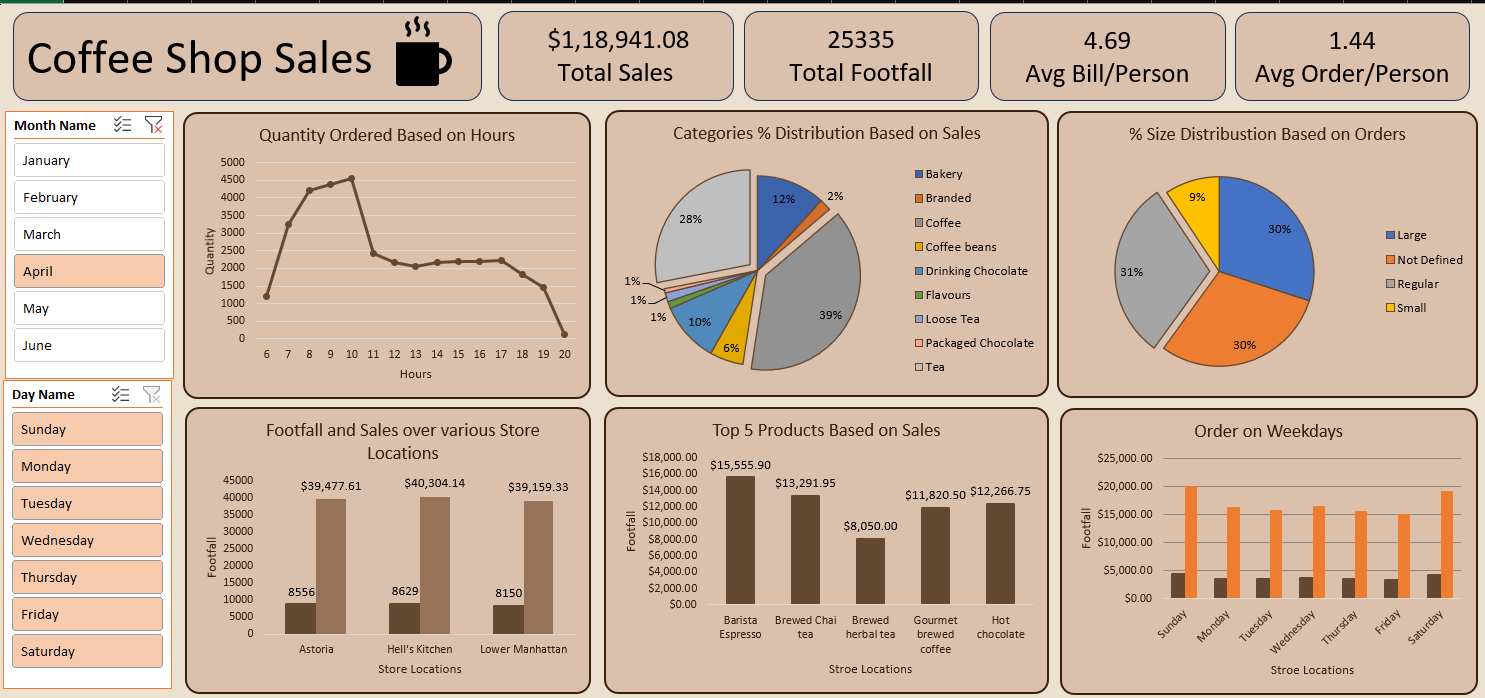 Coffee Shop Sales
$1,18,941.08
Total Sales
25335
Total Footfall
4.69
Avg Bill/Person
1.44
Avg Order/Person
Month Name
January
February
March
April
May
June
Day Name
Sunday
Monday
Tuesday
Wednesday
Thursday
Friday
Saturday
Quantity Ordered Based on Hours
Quantity
5000
4500
4000
3500
3000
2500
2000
1500
1000
500
0
6 7 8 9 10 11 12 13 14 15 16 17 18 19 20
Hours
Categories % Distribution Based on Sales
12%
2%
39%
6%
10%
1%
1%
1%
28%
Bakery
Branded
Coffee
Coffee beans
Drinking Chocolate
Flavours
Loose Tea
Packaged Chocolate
Tea
% Size Distribustion Based on Orders
30%
30%
31%
9%
Large
Not Defined
Regular
Small
Footfall and Sales over various Store
Locations
Footfall
45000
40000
35000
30000
25000
20000
15000
10000
5000
0
8556
$39,477.61
8629
$40,304.14
8150
$39,159.33
Astoria
Hell's Kitchen
Lower Manhattan
Store Locations
Top 5 Products Based on Sales
Footfall
$18,000.00
$16,000.00
$14,000.00
$12,000.00
$10,000.00
$8,000.00
$6,000.00
$4,000.00
$2,000.00
$0.00
$15,555.90
$13,291.95
$8,050.00
$11,820.50
$12,266.75
Barista
Espresso
Brewed Chai
tea
Brewed
herbal tea
Gourmet
brewed
coffee
Hot
chocolate
Stroe Locations
Order on Weekdays
Footfall
$25,000.00
$20,000.00
$15,000.00
$10,000.00
$5,000.00
$0.00
Sunday
Monday
Tuesday
Wednesday
Thursday
Friday
Saturday
Stroe Locations